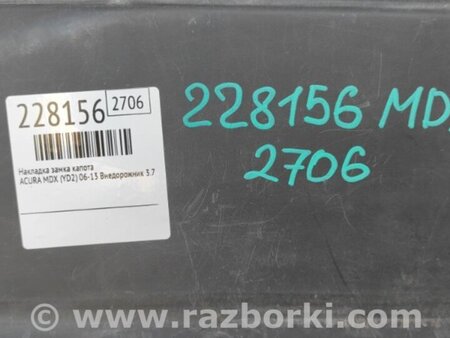 228156 2706
Накладка замка капота
ACURA MDX (YD2) 06-13 Внедорожник 3.7
228156 MD
2706
www.razborki.com